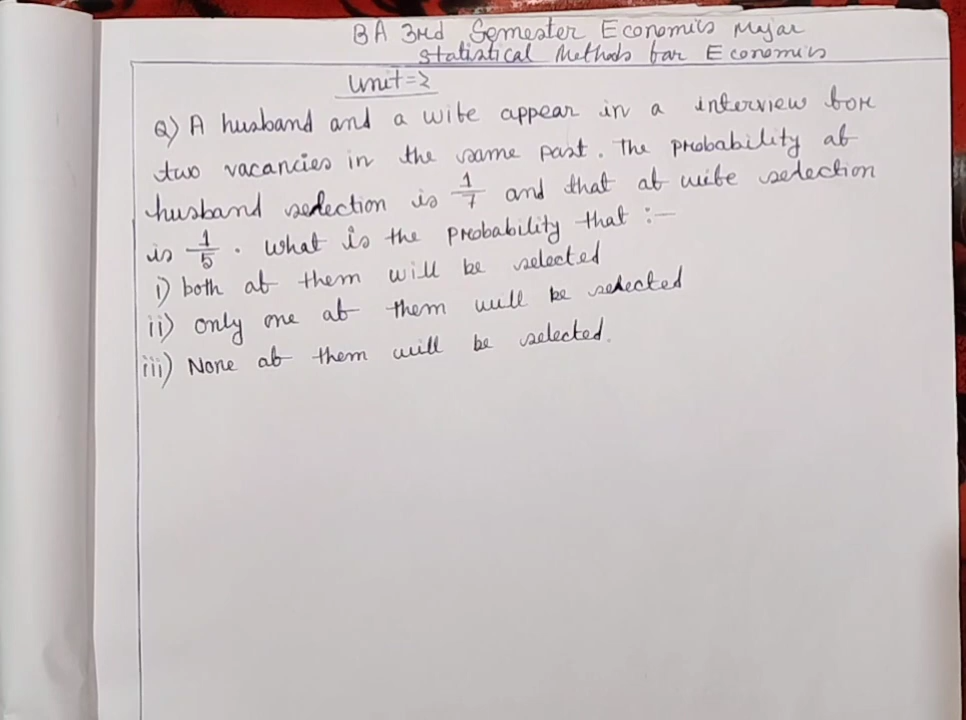 BA 3rd Semester Economics Major
Statistical Methods for Economics
Unit=2
Q) A husband and a wife appear in a interview for
two vacancies in the same post. The probability of
husband selection is 1/7 and that of wife selection
is 1/5. What is the probability that :-
i) both of them will be selected
ii) only one of them will be selected
iii) None of them will be selected.